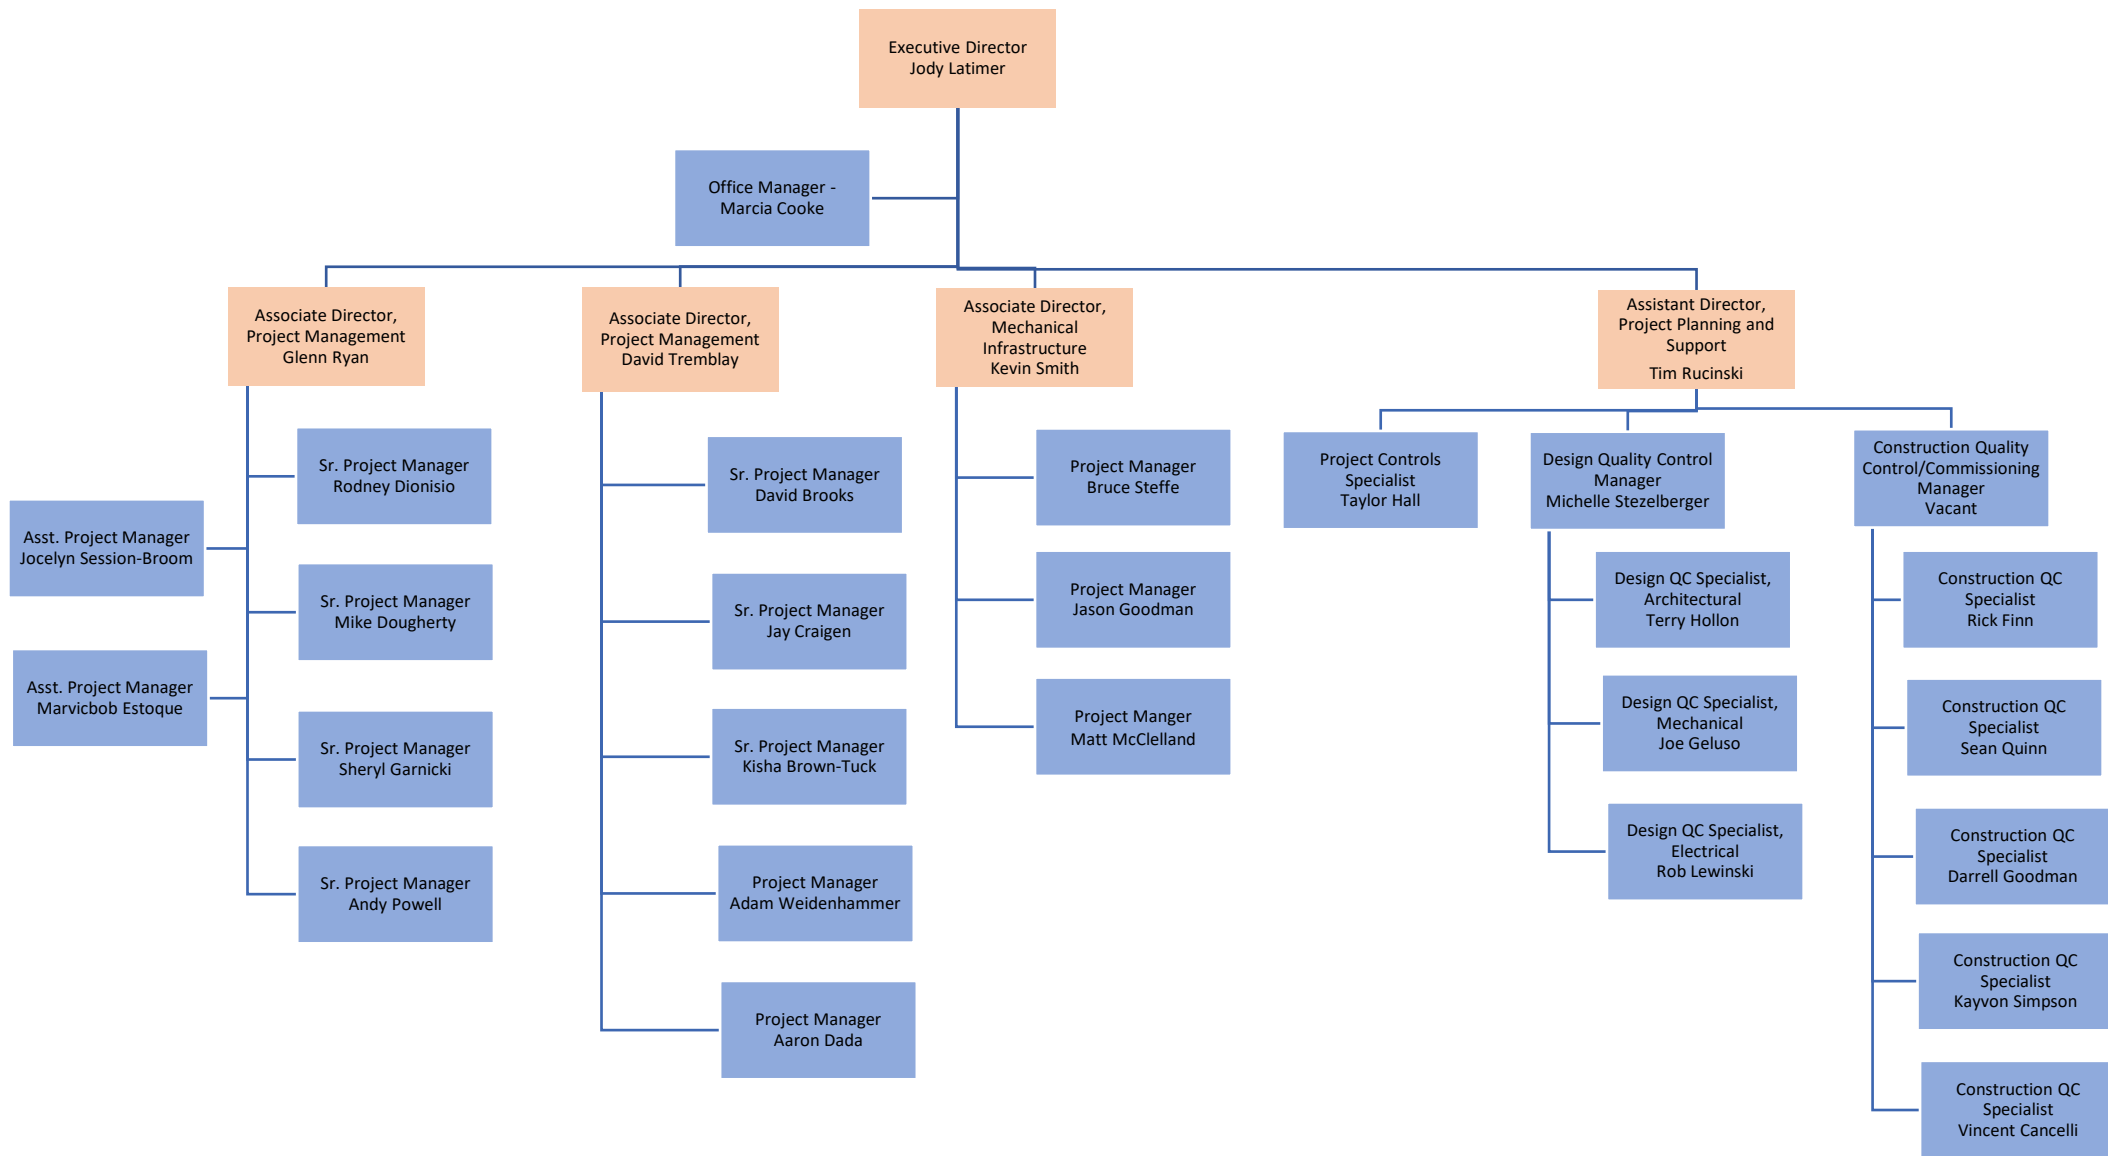 Executive Director
Jody Latimer
Office Manager -
Marcia Cooke
Associate Director,
Project Management
Glenn Ryan
Associate Director,
Project Management
David Tremblay
Associate Director,
Mechanical
Infrastructure
Kevin Smith
Assistant Director,
Project Planning and
Support
Tim Rucinski
Sr. Project Manager
Rodney Dionisio
Asst. Project Manager
Jocelyn Session-Broom
Sr. Project Manager
Mike Dougherty
Asst. Project Manager
Marvicbob Estoque
Sr. Project Manager
Sheryl Garnicki
Sr. Project Manager
Andy Powell
Sr. Project Manager
David Brooks
Sr. Project Manager
Jay Craigen
Sr. Project Manager
Kisha Brown-Tuck
Project Manager
Adam Weidenhammer
Project Manager
Aaron Dada
Project Manager
Bruce Steffe
Project Manager
Jason Goodman
Project Manger
Matt McClelland
Project Controls
Specialist
Taylor Hall
Design Quality Control
Manager
Michelle Stezelberger
Design QC Specialist,
Architectural
Terry Hollon
Design QC Specialist,
Mechanical
Joe Geluso
Design QC Specialist,
Electrical
Rob Lewinski
Construction Quality
Control/Commissioning
Manager
Vacant
Construction QC
Specialist
Rick Finn
Construction QC
Specialist
Sean Quinn
Construction QC
Specialist
Darrell Goodman
Construction QC
Specialist
Kayvon Simpson
Construction QC
Specialist
Vincent Cancelli